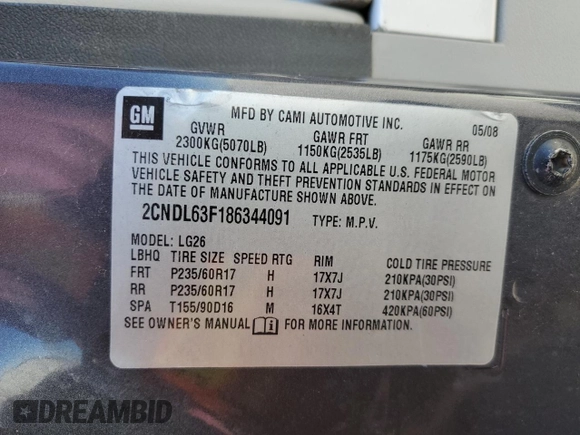 GM
MFD BY CAMI AUTOMOTIVE INC.
05/08
GVWR GAWR FRT GAWR RR
2300KG(5070LB) 1150KG(2535LB) 1175KG(2590LB)
THIS VEHICLE CONFORMS TO ALL APPLICABLE U.S. FEDERAL MOTOR
VEHICLE SAFETY AND THEFT PREVENTION STANDARDS IN EFFECT ON
THE DATE OF MANUFACTURE SHOWN ABOVE.
2CNDL63F186344091 TYPE: M.P.V.
MODEL: LG26
LBHQ TIRE SIZE SPEED RTG RIM COLD TIRE PRESSURE
FRT P235/60R17 H 17X7J 210KPA(30PSI)
RR P235/60R17 H 17X7J 210KPA(30PSI)
SPA T155/90D16 M 16X4T 420KPA(60PSI)
SEE OWNER'S MANUAL FOR MORE INFORMATION.
DREAMBID